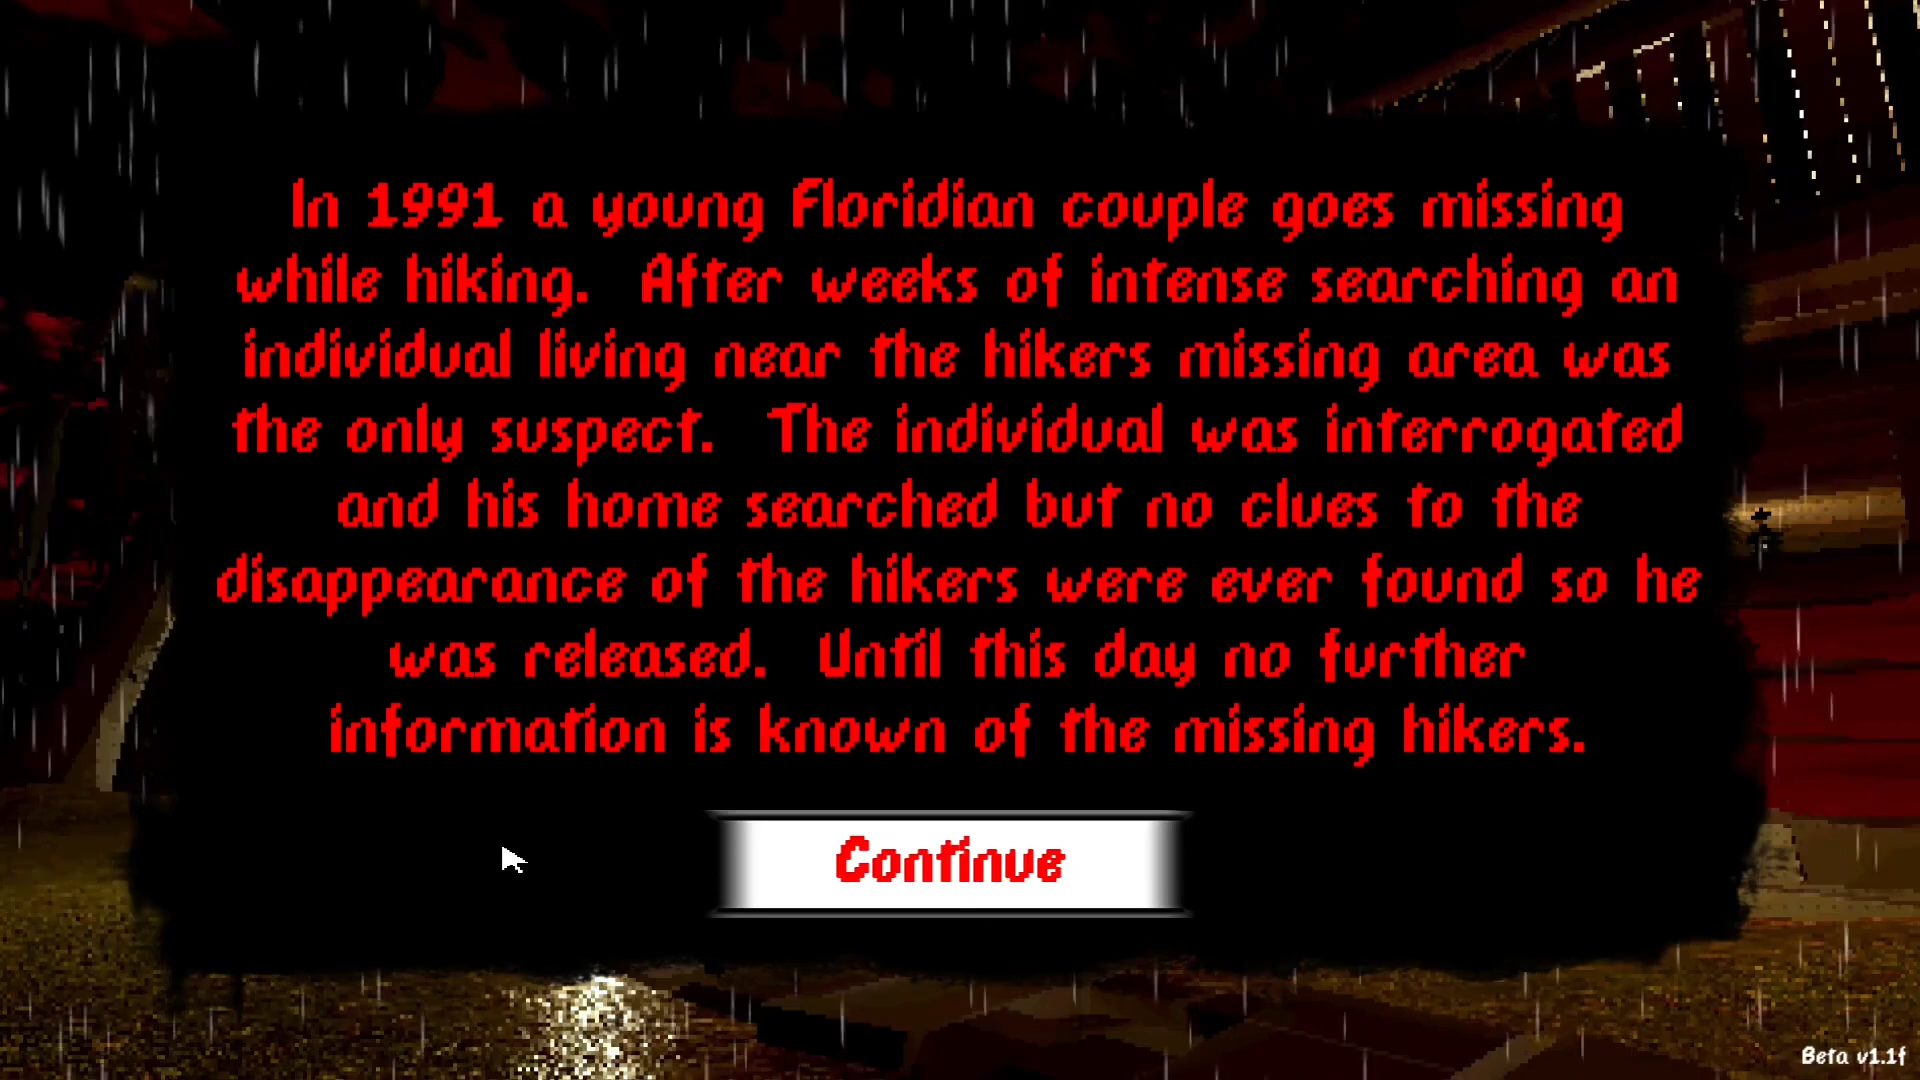 In 1991 a young Floridian couple goes missing
while hiking.  After weeks of intense searching an
individual living near the hikers missing area was
the only suspect.  The individual was interrogated
and his home searched but no clues to the
disappearance of the hikers were ever found so he
was released.  Until this day no further
information is known of the missing hikers.
Continue
Beta v1.1f